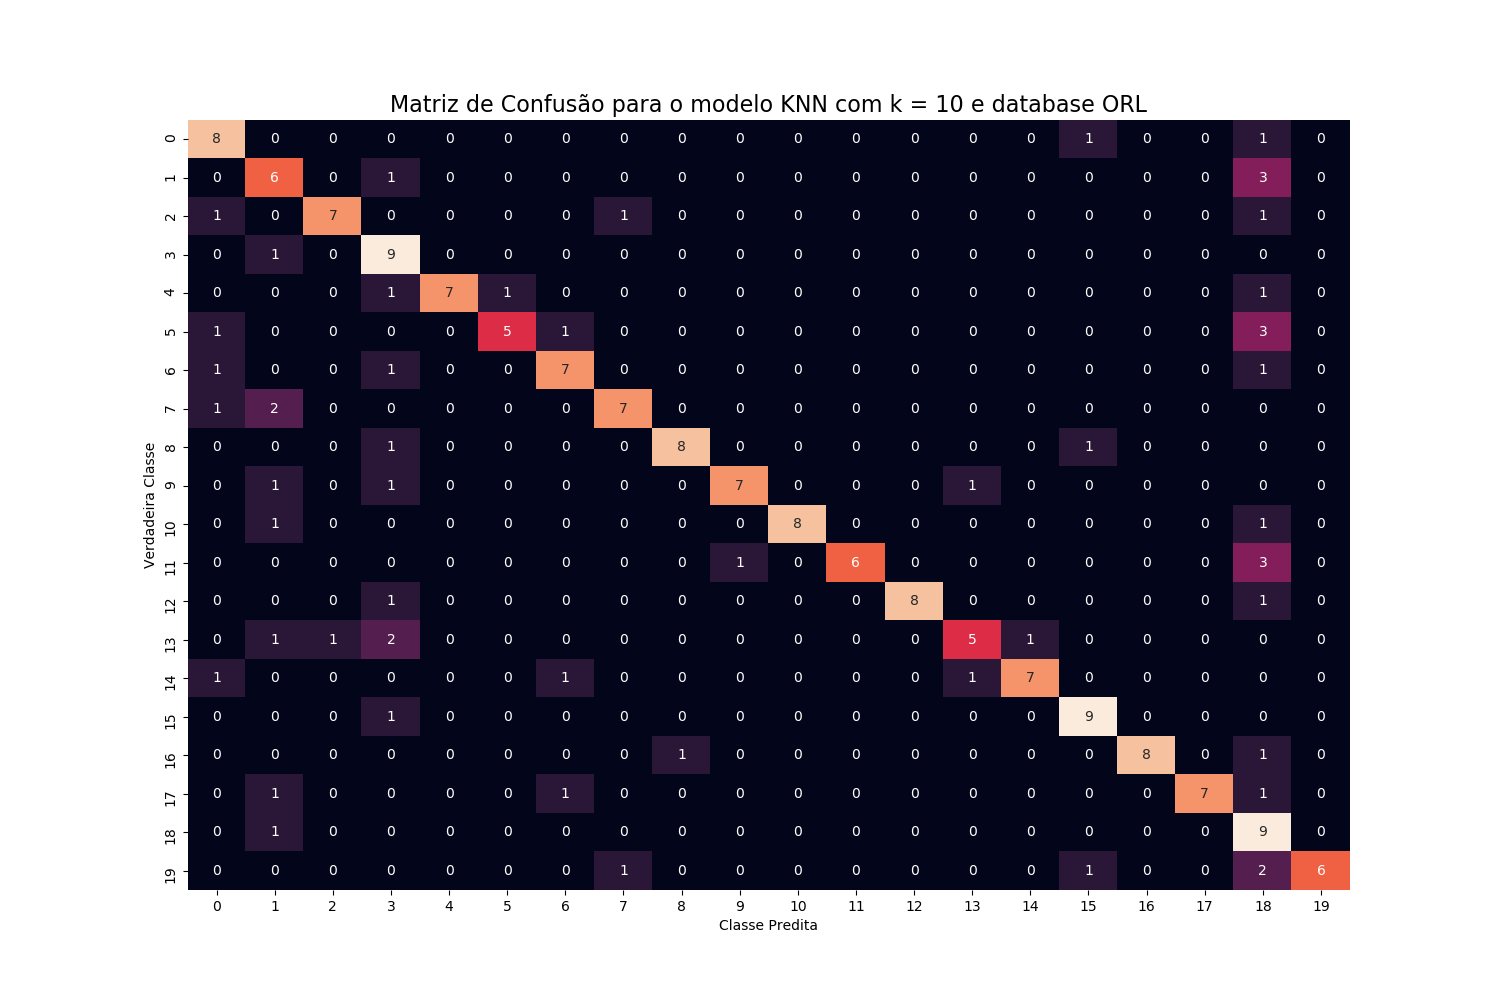 Matriz de Confusão para o modelo KNN com k = 10 e database ORL
Verdadeira Classe
0 8 0 0 0 0 0 0 0 0 0 0 0 0 0 0 1 0 0 1 0
1 0 6 0 1 0 0 0 0 0 0 0 0 0 0 0 0 0 0 3 0
2 1 0 7 0 0 0 0 1 0 0 0 0 0 0 0 0 0 0 1 0
3 0 1 0 9 0 0 0 0 0 0 0 0 0 0 0 0 0 0 0 0
4 0 0 0 1 7 1 0 0 0 0 0 0 0 0 0 0 0 0 1 0
5 1 0 0 0 0 5 1 0 0 0 0 0 0 0 0 0 0 0 3 0
6 1 0 0 1 0 0 7 0 0 0 0 0 0 0 0 0 0 0 1 0
7 1 2 0 0 0 0 0 7 0 0 0 0 0 0 0 0 0 0 0 0
8 0 0 0 1 0 0 0 0 8 0 0 0 0 0 0 1 0 0 0 0
9 0 1 0 1 0 0 0 0 0 7 0 0 0 1 0 0 0 0 0 0
10 0 1 0 0 0 0 0 0 0 0 8 0 0 0 0 0 0 0 1 0
11 0 0 0 0 0 0 0 0 0 1 0 6 0 0 0 0 0 0 3 0
12 0 0 0 1 0 0 0 0 0 0 0 0 8 0 0 0 0 0 1 0
13 0 1 1 2 0 0 0 0 0 0 0 0 0 5 1 0 0 0 0 0
14 1 0 0 0 0 0 1 0 0 0 0 0 0 1 7 0 0 0 0 0
15 0 0 0 1 0 0 0 0 0 0 0 0 0 0 0 9 0 0 0 0
16 0 0 0 0 0 0 0 0 1 0 0 0 0 0 0 0 8 0 1 0
17 0 1 0 0 0 0 1 0 0 0 0 0 0 0 0 0 0 7 1 0
18 0 1 0 0 0 0 0 0 0 0 0 0 0 0 0 0 0 0 9 0
19 0 0 0 0 0 0 0 1 0 0 0 0 0 0 0 1 0 0 2 6
0 1 2 3 4 5 6 7 8 9 10 11 12 13 14 15 16 17 18 19
Classe Predita